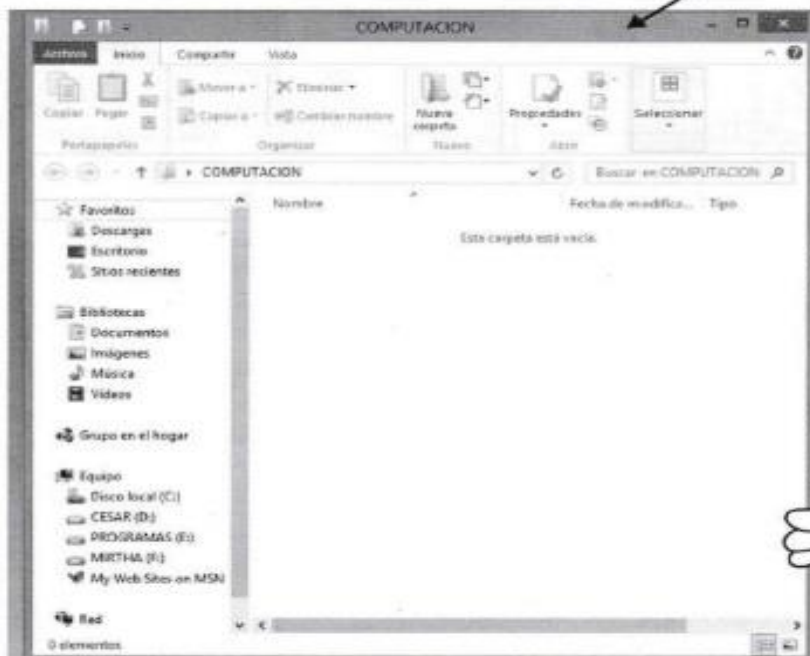 COMPUTACION
Archivo Inicio Compartir Vista
Copiar Pegar Mover a Copiar a Eliminar Cambiar nombre Nueva carpeta Propiedades Seleccionar
Portapapeles Organizar Nuevo Abrir
COMPUTACION
Buscar en COMPUTACION
Nombre Fecha de modifica... Tipo
Esta carpeta está vacía.
Favoritos
Descargas
Escritorio
Sitios recientes
Bibliotecas
Documentos
Imágenes
Música
Vídeos
Grupo en el hogar
Equipo
Disco local (C:)
CESAR (D:)
PROGRAMAS (E:)
MIRTHA (F:)
My Web Sites on MSN
Red
0 elementos